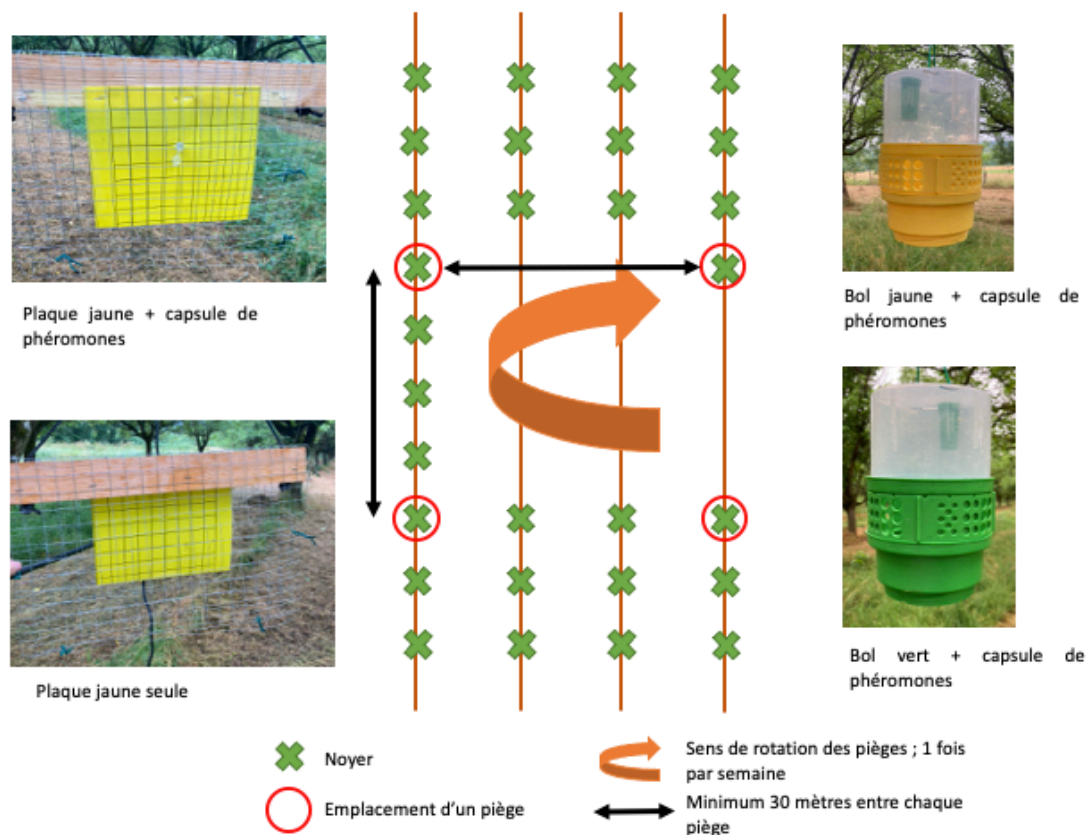 Plaque jaune + capsule de
phéromones
Bol jaune + capsule de
phéromones
Plaque jaune seule
Bol vert + capsule de
phéromones
Noyer
Sens de rotation des pièges ; 1 fois
par semaine
Emplacement d'un piège
Minimum 30 mètres entre chaque
piège